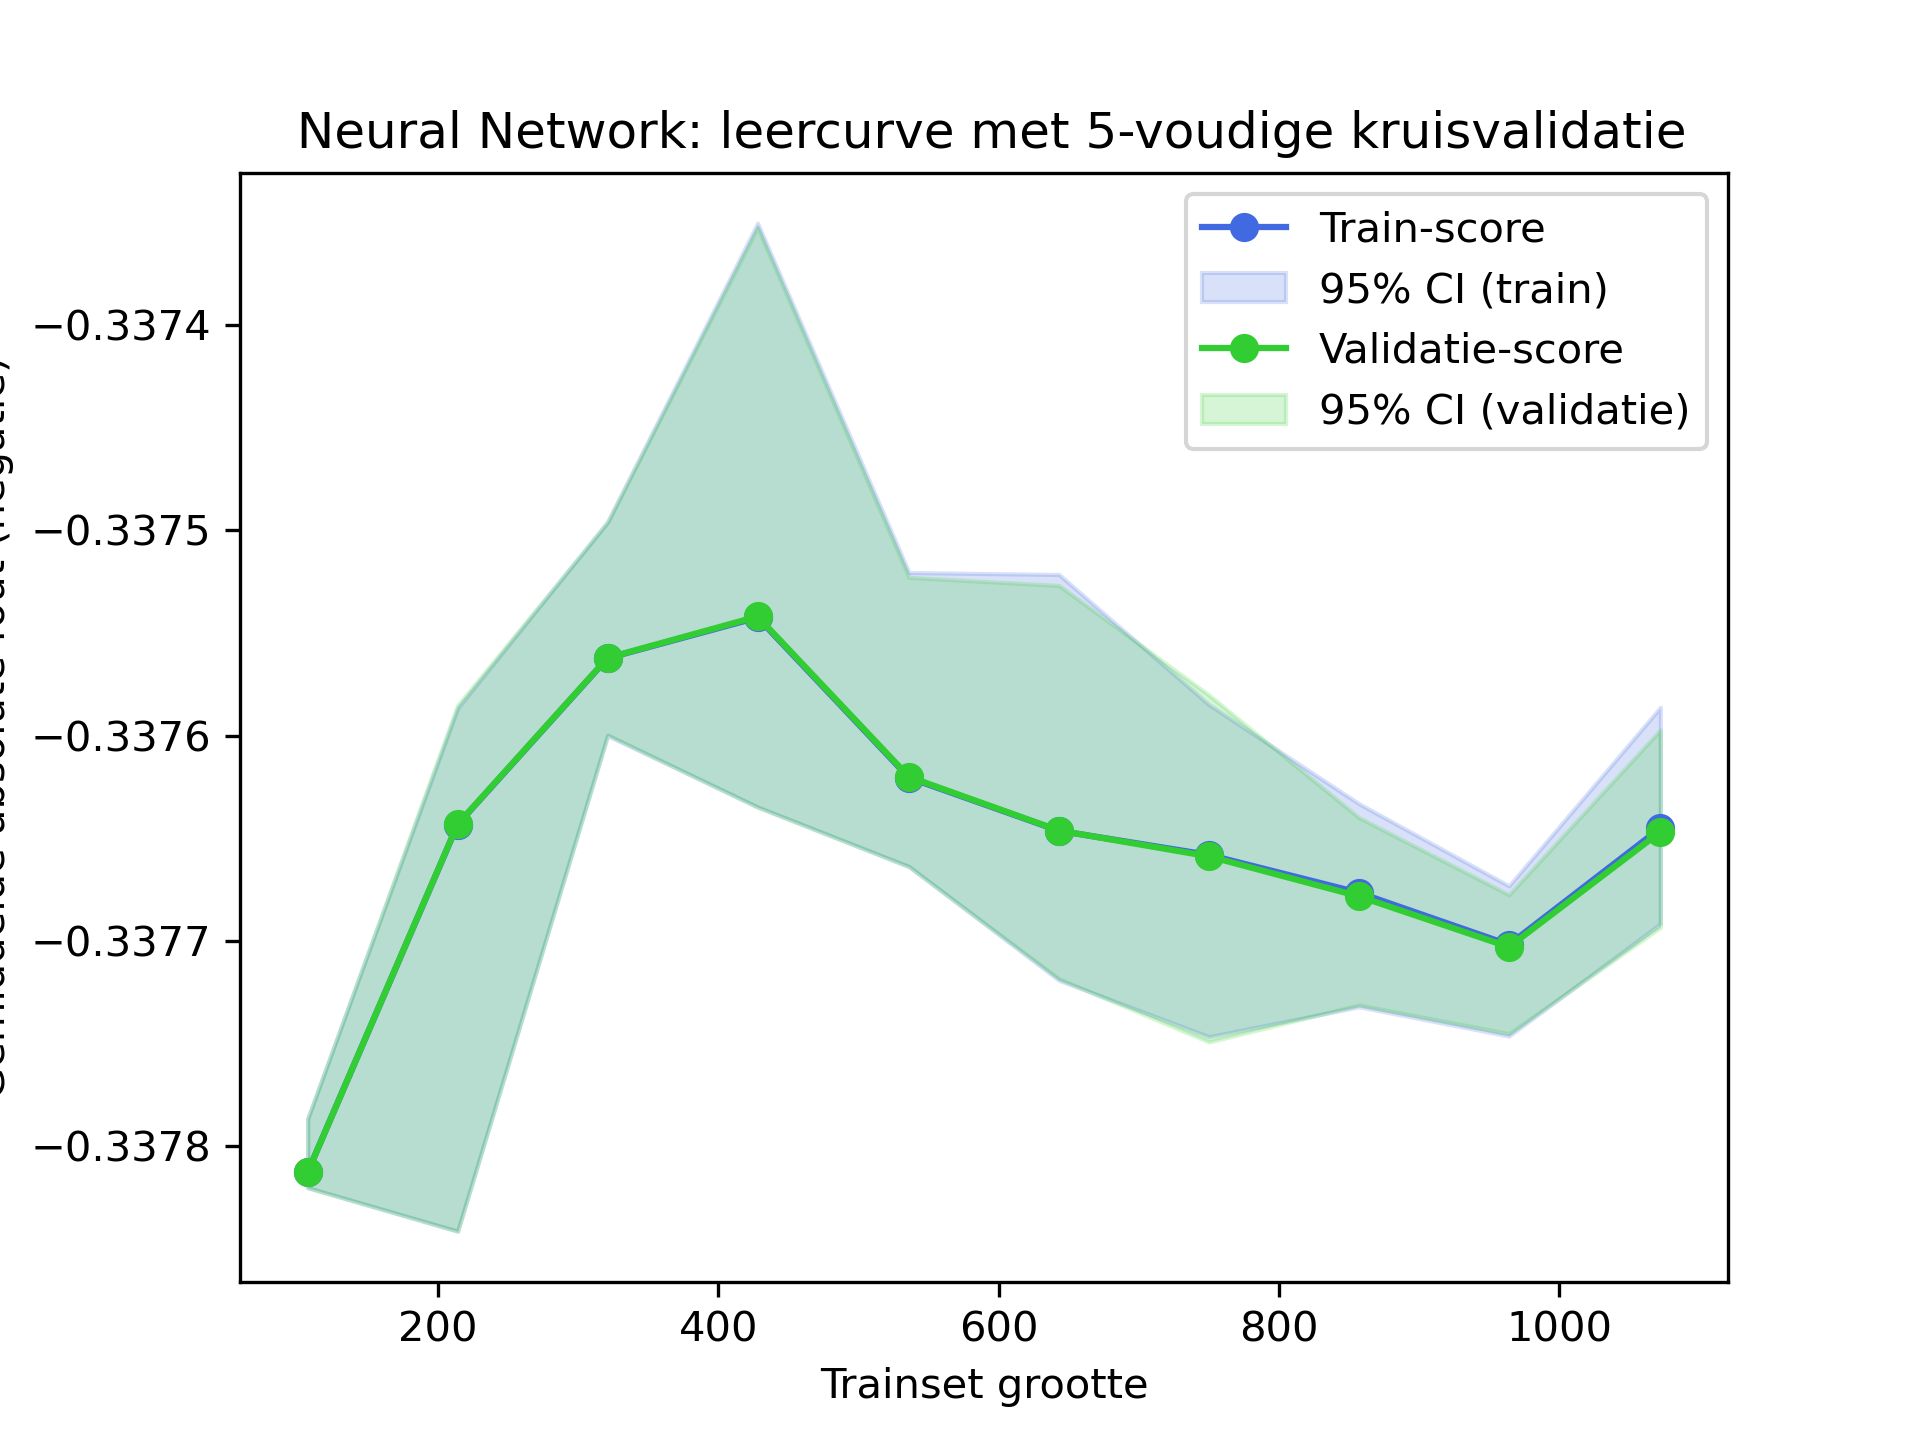 Neural Network: leercurve met 5-voudige kruisvalidatie
Train-score
95% CI (train)
Validatie-score
95% CI (validatie)
−0.3374
−0.3375
−0.3376
−0.3377
−0.3378
200 400 600 800 1000
Trainset grootte